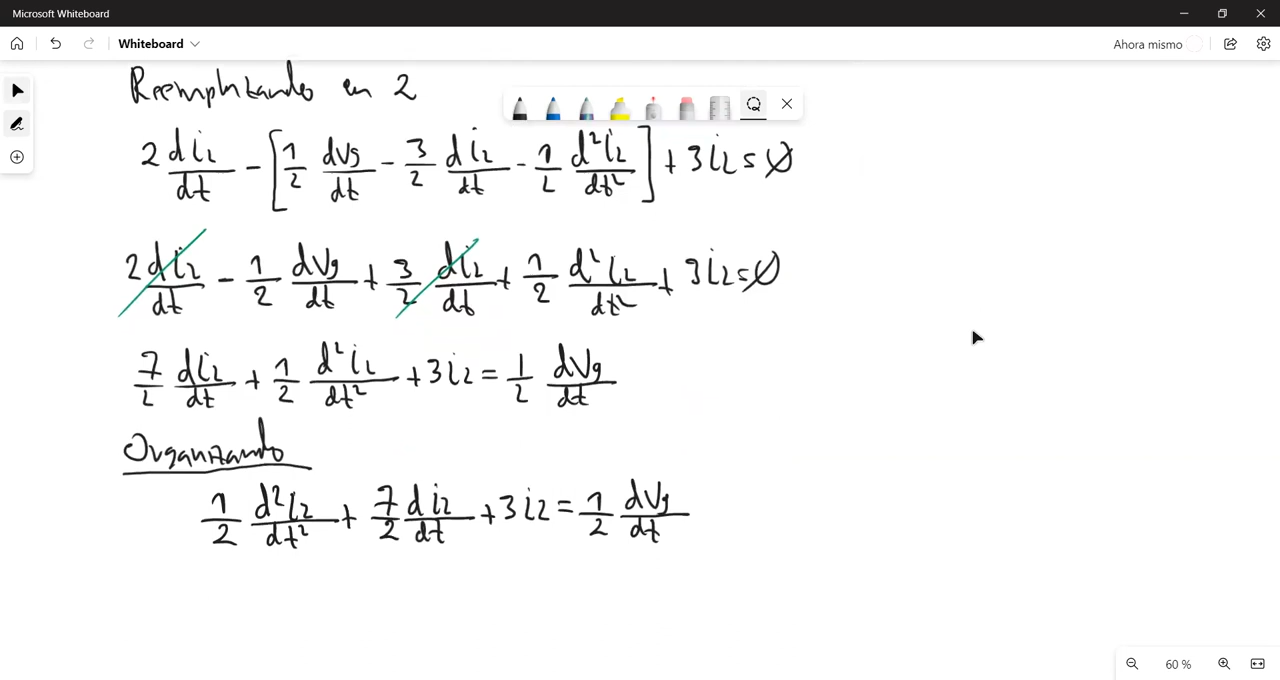 Microsoft Whiteboard
Whiteboard
Ahora mismo
Reemplazando en 2
2 di2/dt - [1/2 dVg/dt - 3/2 di2/dt - 1/2 d²i2/dt²] + 3i2 = 0
2 di2/dt - 1/2 dVg/dt + 3/2 di2/dt + 1/2 d²i2/dt² + 3i2 = 0
7/2 di2/dt + 1/2 d²i2/dt² + 3i2 = 1/2 dVg/dt
Organizando
1/2 d²i2/dt² + 7/2 di2/dt + 3i2 = 1/2 dVg/dt
60 %